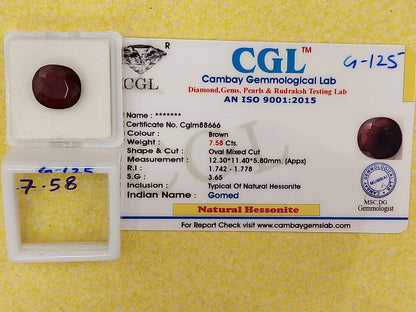 CGL™
Cambay Gemmological Lab
Diamond,Gems, Pearls & Rudraksh Testing Lab
AN ISO 9001:2015
G-125
R
CGL
Name : *******
Certificate No. : Cglm88666
Colour : Brown
Weight : 7.58 Cts.
Shape & Cut : Oval Mixed Cut
Measurement : 12.30*11.40*5.80mm. (Appx)
R.I : 1.742 - 1.778
S.G : 3.65
Inclusion : Typical Of Hessonite
Indian Name : Gomed
Natural Hessonite
For Report Check visit on www.cambaygemslab.com
MUMBAI
MSC,DG
Gemmologist
G-125
7.58